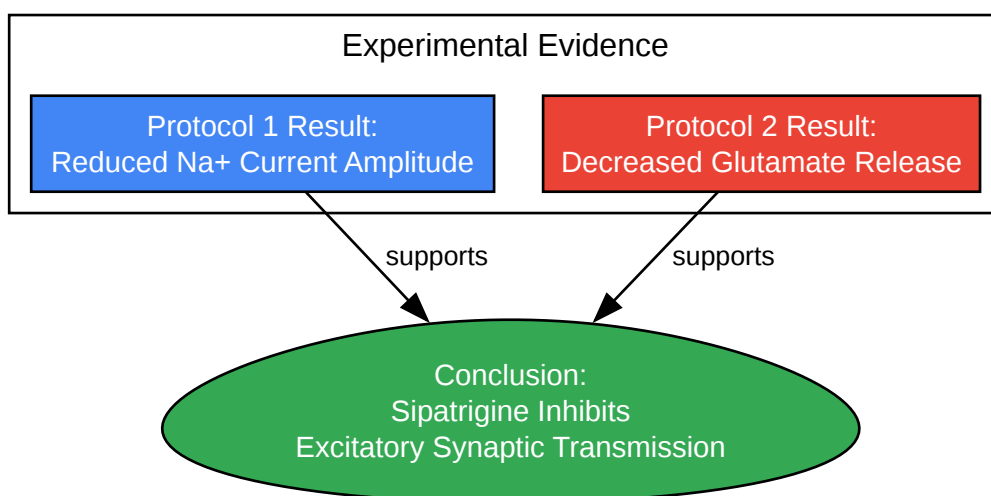 Experimental Evidence
Protocol 1 Result:
Reduced Na+ Current Amplitude
Protocol 2 Result:
Decreased Glutamate Release
supports
supports
Conclusion:
Sipatrigine Inhibits
Excitatory Synaptic Transmission